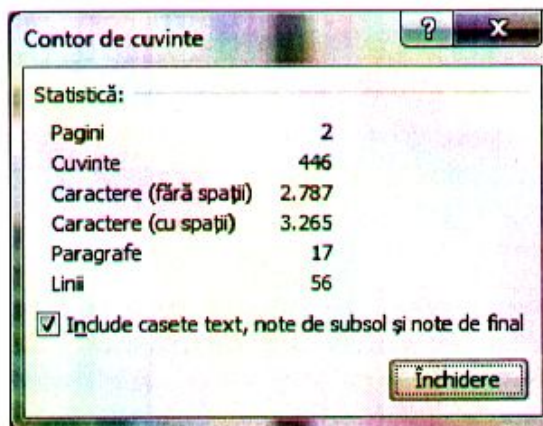 Contor de cuvinte
Statistică:
Pagini 2
Cuvinte 446
Caractere (fără spații) 2.787
Caractere (cu spații) 3.265
Paragrafe 17
Linii 56
Include casete text, note de subsol și note de final
Închidere